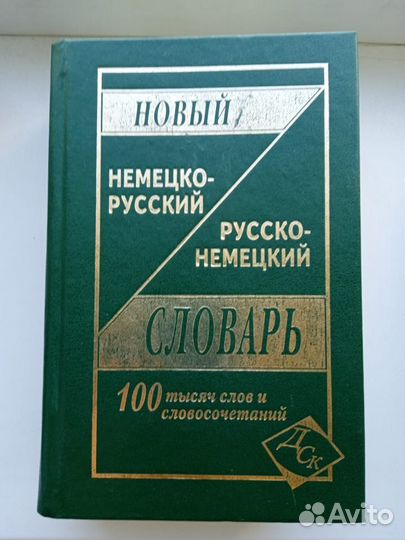 НОВЫЙ
НЕМЕЦКО-
РУССКИЙ
РУССКО-
НЕМЕЦКИЙ
СЛОВАРЬ
100 тысяч слов и
словосочетаний
ДСК
Avito